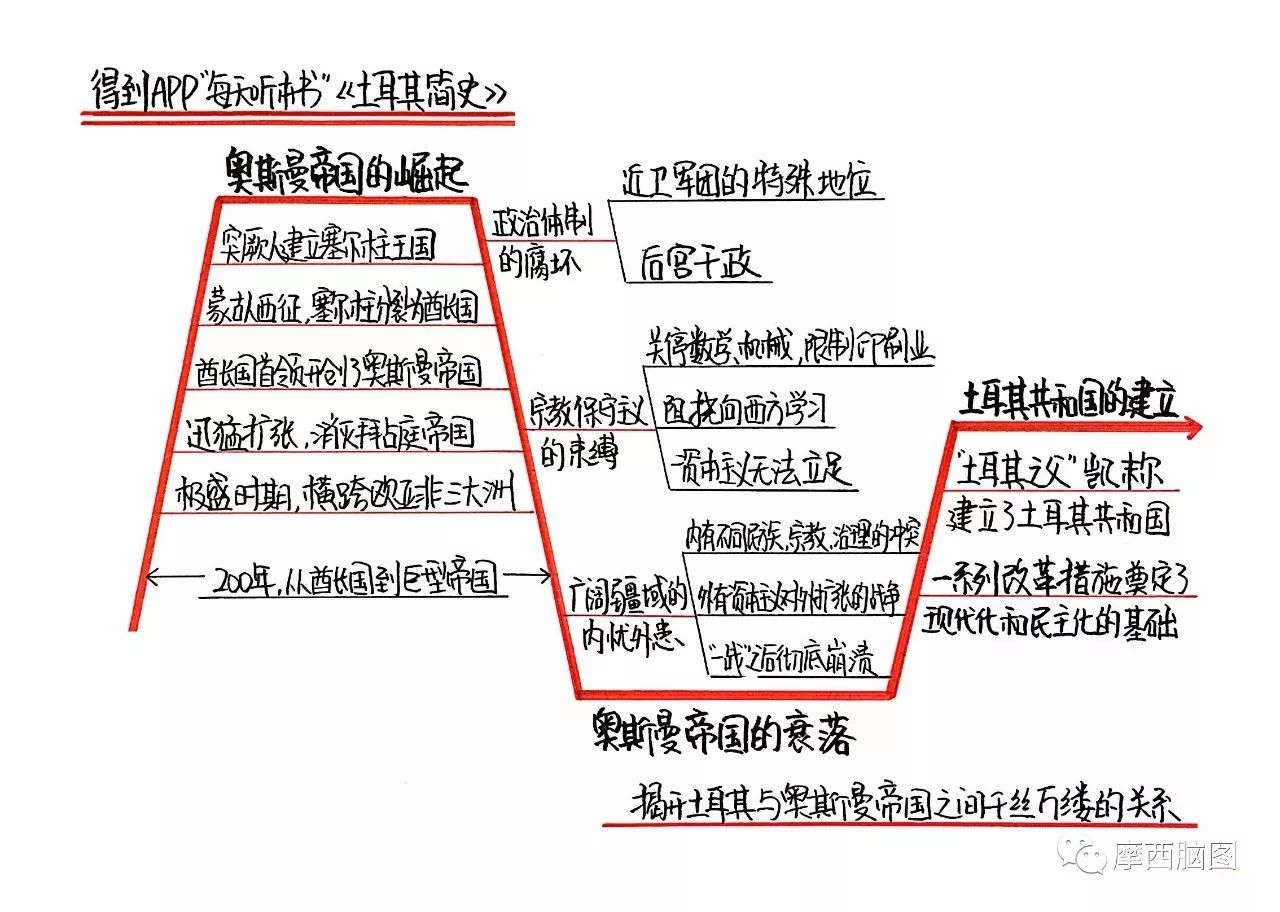 得到APP"每天听本书"《土耳其简史》
奥斯曼帝国的崛起
突厥人建立塞尔柱王国
蒙古人西征,塞尔柱分裂为酋长国
酋长国首领开创了奥斯曼帝国
迅猛扩张,消灭拜占庭帝国
极盛时期,横跨欧亚非三大洲
200年,从酋长国到巨型帝国
政治体制
的腐坏
近卫军团的特殊地位
后宫干政
宗教保守主义
的束缚
关停数学、机械,限制印刷业
阻挠向西方学习
资本主义无法立足
广阔疆域的
内忧外患
内有不同民族、宗教、治理的冲突
外有资本主义对外扩张的战争
"一战"之后彻底崩溃
奥斯曼帝国的衰落
土耳其共和国的建立
"土耳其之父"凯末尔
建立了土耳其共和国
一系列改革措施奠定了
现代化和民主化的基础
揭开土耳其与奥斯曼帝国之间千丝万缕的关系
摩西脑图